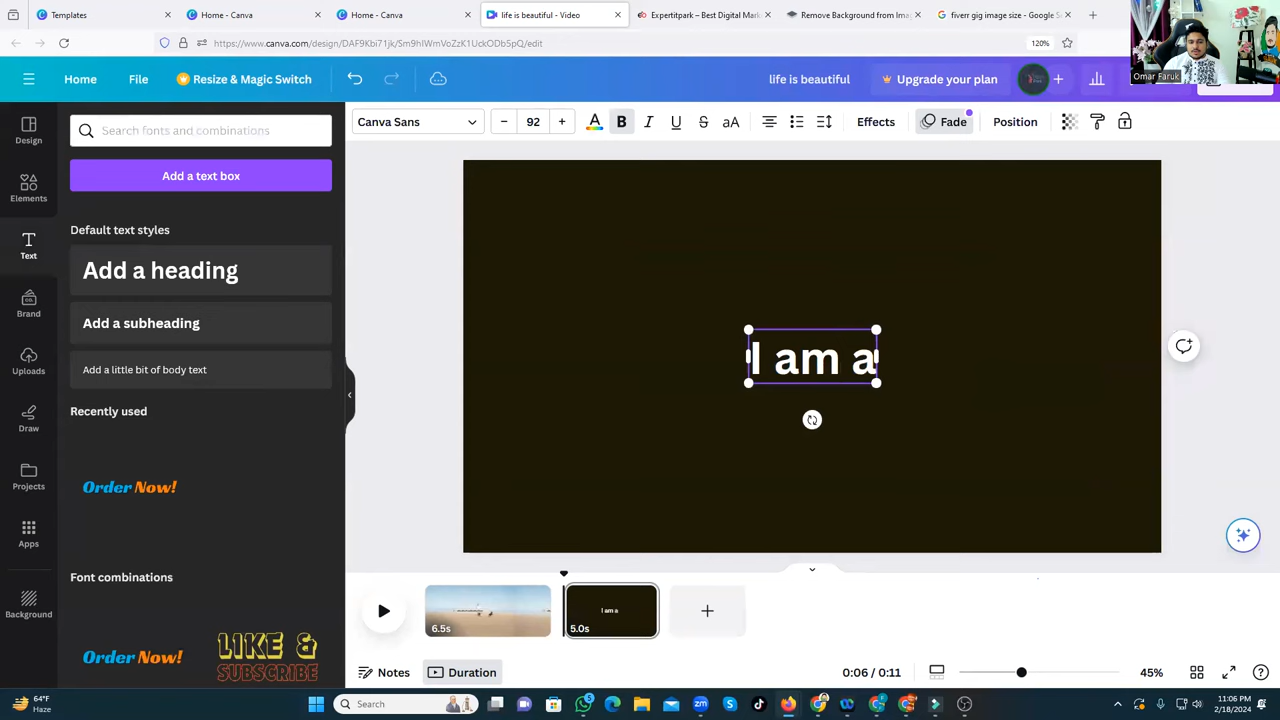 Templates
Home - Canva
Home - Canva
life is beautiful - Video
Expertitpark – Best Digital Mark
Remove Background from Imag
fiverr gig image size - Google S
https://www.canva.com/design/DAF9Kbi71jk/Sm9hIWmVoZzK1UckODb5pQ/edit
120%
Omar Faruk
Home
File
Resize & Magic Switch
life is beautiful
Upgrade your plan
Design
Elements
Text
Brand
Uploads
Draw
Projects
Apps
Background
Search fonts and combinations
Add a text box
Default text styles
Add a heading
Add a subheading
Add a little bit of body text
Recently used
Order Now!
Font combinations
Order Now!
LIKE &
SUBSCRIBE
Canva Sans
92
A
B
I
U
S
aA
Effects
Fade
Position
I am a
6.5s
I am a
5.0s
Notes
Duration
0:06 / 0:11
45%
64°F
Haze
Search
11:06 PM
2/18/2024